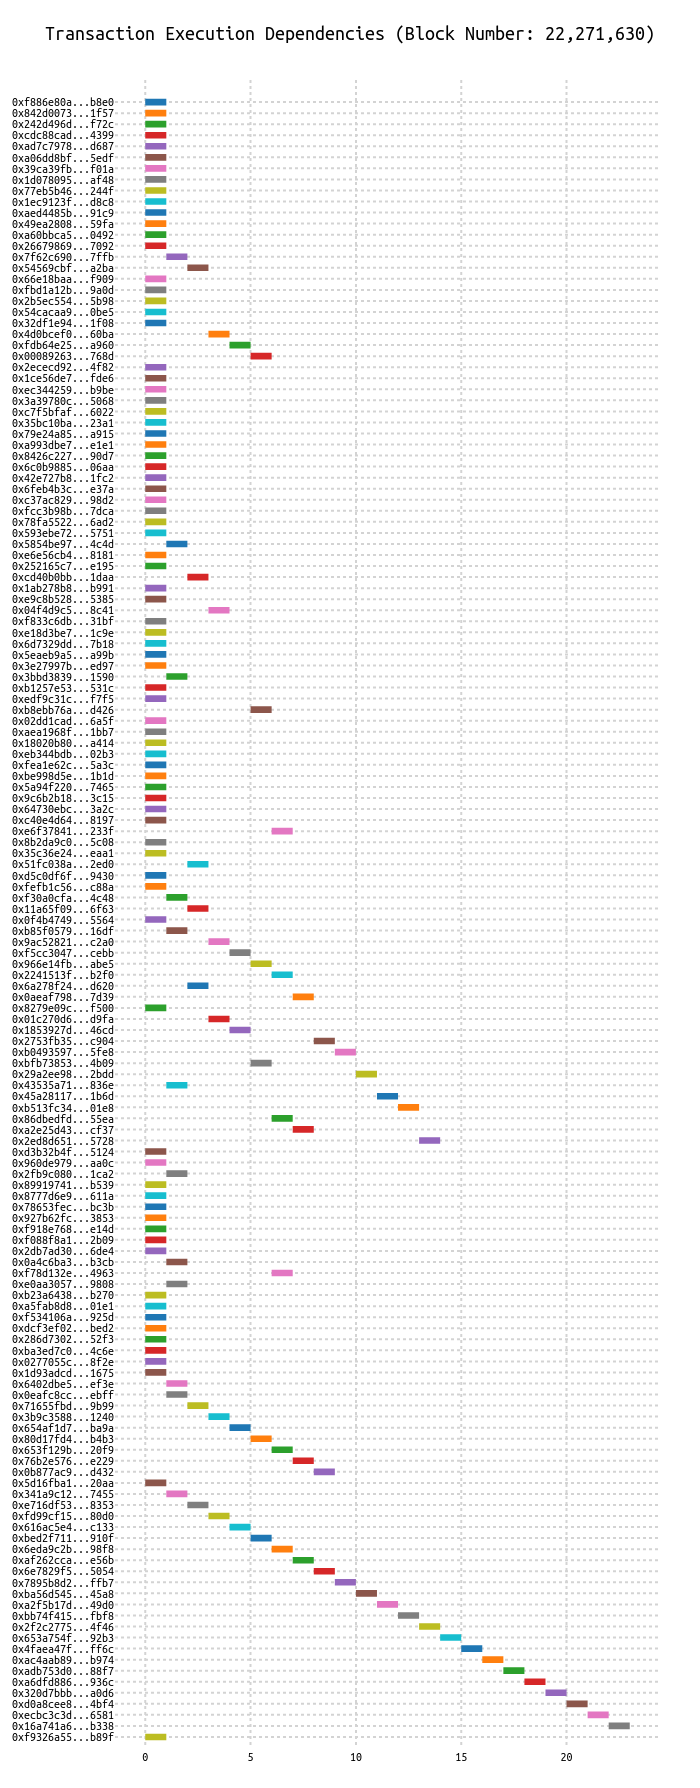 Transaction Execution Dependencies (Block Number: 22,271,630)
0xf886e80a...b8e0
0x842d0073...1f57
0x242d496d...f72c
0xcdc88cad...4399
0xad7c7978...d687
0xa06dd8bf...5edf
0x39ca39fb...f01a
0x1d078095...af48
0x77eb5b46...244f
0x1ec9123f...d8c8
0xaed4485b...91c9
0x49ea2808...59fa
0xa60bbca5...0492
0x26679869...7092
0x7f62c690...7ffb
0x54569cbf...a2ba
0x66e18baa...f909
0xfbd1a12b...9a0d
0x2b5ec554...5b98
0x54cacaa9...0be5
0x32df1e94...1f08
0x4d0bcef0...60ba
0xfdb64e25...a960
0x00089263...768d
0x2ececd92...4f82
0x1ce56de7...fde6
0xec344259...b9be
0x3a39780c...5068
0xc7f5bfaf...6022
0x35bc10ba...23a1
0x79e24a85...a915
0xa993dbe7...e1e1
0x8426c227...90d7
0x6c0b9885...06aa
0x42e727b8...1fc2
0x6feb4b3c...e37a
0xc37ac829...98d2
0xfcc3b98b...7dca
0x78fa5522...6ad2
0x593ebe72...5751
0x5854be97...4c4d
0xe6e56cb4...8181
0x252165c7...e195
0xcd40b0bb...1daa
0x1ab278b8...b991
0xe9c8b528...5385
0x04f4d9c5...8c41
0xf833c6db...31bf
0xe18d3be7...1c9e
0x6d7329dd...7b18
0x5eaeb9a5...a99b
0x3e27997b...ed97
0x3bbd3839...1590
0xb1257e53...531c
0xedf9c31c...f7f5
0xb8ebb76a...d426
0x02dd1cad...6a5f
0xaea1968f...1bb7
0x18020b80...a414
0xeb344bdb...02b3
0xfea1e62c...5a3c
0xbe998d5e...1b1d
0x5a94f220...7465
0x9c6b2b18...3c15
0x64730ebc...3a2c
0xc40e4d64...8197
0xe6f37841...233f
0x8b2da9c0...5c08
0x35c36e24...eaa1
0x51fc038a...2ed0
0xd5c0df6f...9430
0xfefb1c56...c88a
0xf30a0cfa...4c48
0x11a65f09...6f63
0x0f4b4749...5564
0xb85f0579...16df
0x9ac52821...c2a0
0xf5cc3047...cebb
0x966e14fb...abe5
0x2241513f...b2f0
0x6a278f24...d620
0x0aeaf798...7d39
0x8279e09c...f500
0x01c270d6...d9fa
0x1853927d...46cd
0x2753fb35...c904
0xb0493597...5fe8
0xbfb73853...4b09
0x29a2ee98...2bdd
0x43535a71...836e
0x45a28117...1b6d
0xb513fc34...01e8
0x86dbedfd...55ea
0xa2e25d43...cf37
0x2ed8d651...5728
0xd3b32b4f...5124
0x960de979...aa0c
0x2fb9c080...1ca2
0x89919741...b539
0x8777d6e9...611a
0x78653fec...bc3b
0x927b62fc...3853
0xf918e768...e14d
0xf088f8a1...2b09
0x2db7ad30...6de4
0x0a4c6ba3...b3cb
0xf78d132e...4963
0xe0aa3057...9808
0xb23a6438...b270
0xa5fab8d8...01e1
0xf534106a...925d
0xdcf3ef02...bed2
0x286d7302...52f3
0xba3ed7c0...4c6e
0x0277055c...8f2e
0x1d93adcd...1675
0x6402dbe5...ef3e
0x0eafc8cc...ebff
0x71655fbd...9b99
0x3b9c3588...1240
0x654af1d7...ba9a
0x80d17fd4...b4b3
0x653f129b...20f9
0x76b2e576...e229
0x0b877ac9...d432
0x5d16fba1...20aa
0x341a9c12...7455
0xe716df53...8353
0xfd99cf15...80d0
0x616ac5e4...c133
0xbed2f711...910f
0x6eda9c2b...98f8
0xaf262cca...e56b
0x6e7829f5...5054
0x7895b8d2...ffb7
0xba56d545...45a8
0xa2f5b17d...49d0
0xbb74f415...fbf8
0x2f2c2775...4f46
0x653a754f...92b3
0x4faea47f...ff6c
0xac4aab89...b974
0xadb753d0...88f7
0xa6dfd886...936c
0x320d7bbb...a0d6
0xd0a8cee8...4bf4
0xecbc3c3d...6581
0x16a741a6...b338
0xf9326a55...b89f
0 5 10 15 20